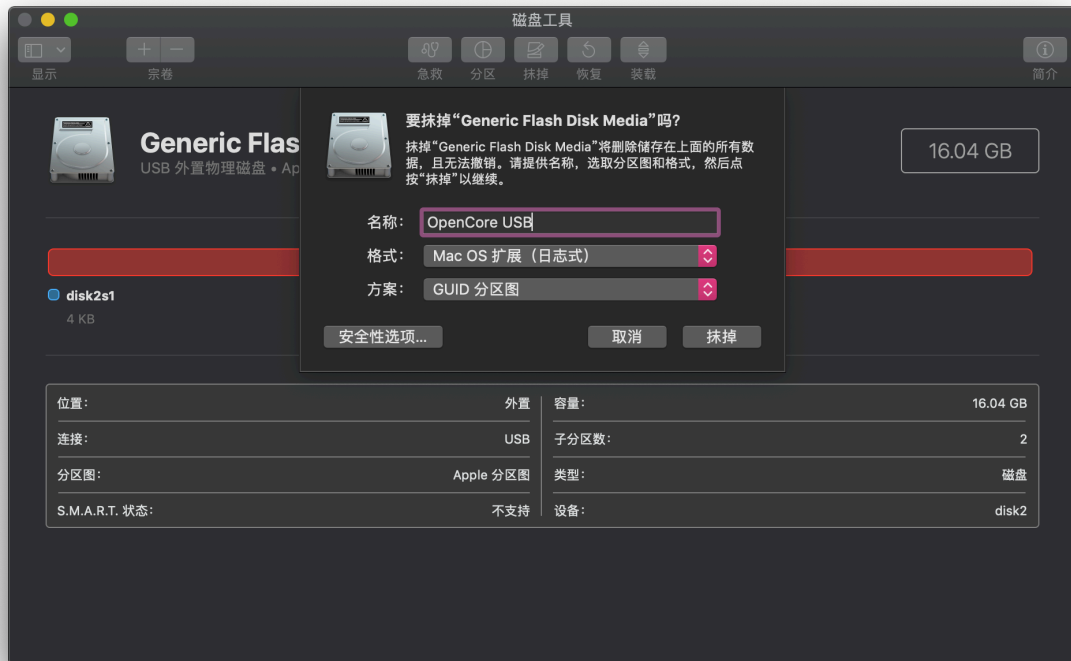 磁盘工具
显示
宗卷
急救
分区
抹掉
恢复
装载
简介
Generic Flas
USB 外置物理磁盘 • Ap
16.04 GB
要抹掉“Generic Flash Disk Media”吗?
抹掉“Generic Flash Disk Media”将删除储存在上面的所有数
据，且无法撤销。请提供名称，选取分区图和格式，然后点
按“抹掉”以继续。
名称：
OpenCore USB
格式：
Mac OS 扩展（日志式）
方案：
GUID 分区图
安全性选项...
取消
抹掉
disk2s1
4 KB
位置：
外置
容量：
16.04 GB
连接：
USB
子分区数：
2
分区图：
Apple 分区图
类型：
磁盘
S.M.A.R.T. 状态：
不支持
设备：
disk2